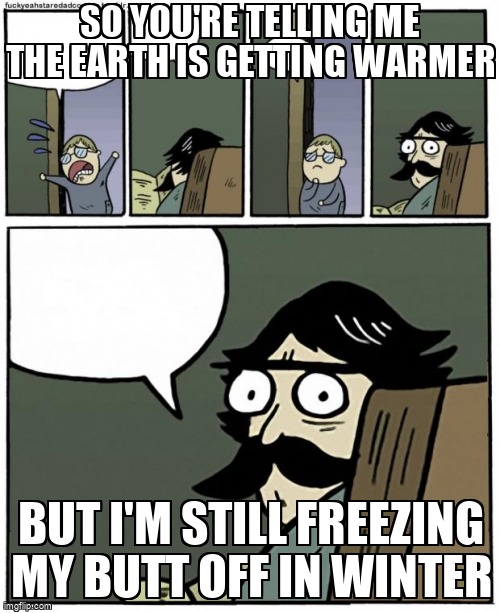 SO YOU'RE TELLING ME
THE EARTH IS GETTING WARMER
BUT I'M STILL FREEZING
MY BUTT OFF IN WINTER
imgflip.com